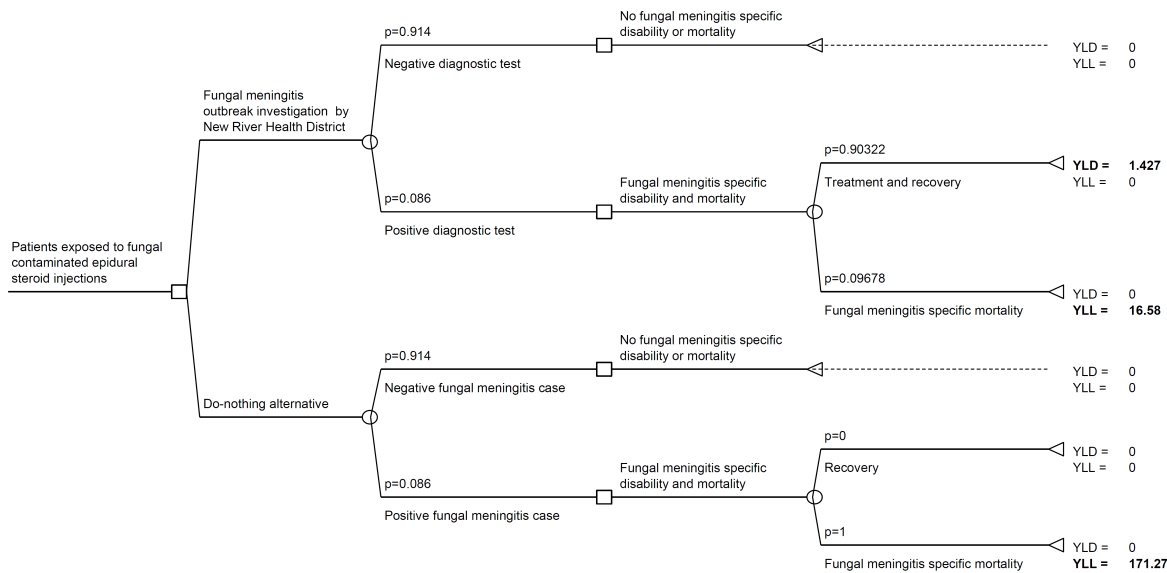 No fungal meningitis specific
disability or mortality
p=0.914
Negative diagnostic test
YLD = 0
YLL = 0
Fungal meningitis
outbreak investigation by
New River Health District
p=0.90322
Treatment and recovery
YLD = 1.427
YLL = 0
p=0.086
Positive diagnostic test
Fungal meningitis specific
disability and mortality
Patients exposed to fungal
contaminated epidural
steroid injections
p=0.09678
Fungal meningitis specific mortality
YLD = 0
YLL = 16.58
No fungal meningitis specific
disability or mortality
p=0.914
Negative fungal meningitis case
YLD = 0
YLL = 0
Do-nothing alternative
p=0
Recovery
YLD = 0
YLL = 0
Fungal meningitis specific
disability and mortality
p=0.086
Positive fungal meningitis case
p=1
Fungal meningitis specific mortality
YLD = 0
YLL = 171.27